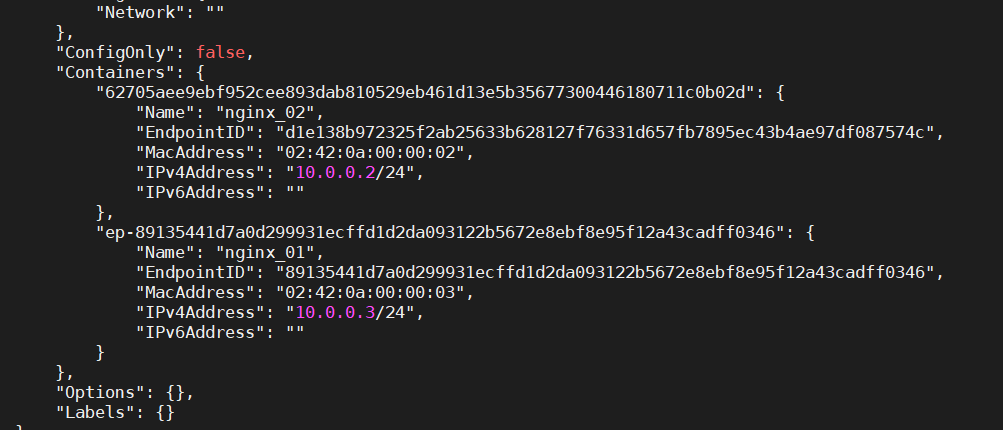 "Network": ""
},
"ConfigOnly": false,
"Containers": {
"62705aee9ebf952cee893dab810529eb461d13e5b35677300446180711c0b02d": {
"Name": "nginx_02",
"EndpointID": "d1e138b972325f2ab25633b628127f76331d657fb7895ec43b4ae97df087574c",
"MacAddress": "02:42:0a:00:00:02",
"IPv4Address": "10.0.0.2/24",
"IPv6Address": ""
},
"ep-89135441d7a0d299931ecffd1d2da093122b5672e8ebf8e95f12a43cadff0346": {
"Name": "nginx_01",
"EndpointID": "89135441d7a0d299931ecffd1d2da093122b5672e8ebf8e95f12a43cadff0346",
"MacAddress": "02:42:0a:00:00:03",
"IPv4Address": "10.0.0.3/24",
"IPv6Address": ""
}
},
"Options": {},
"Labels": {}